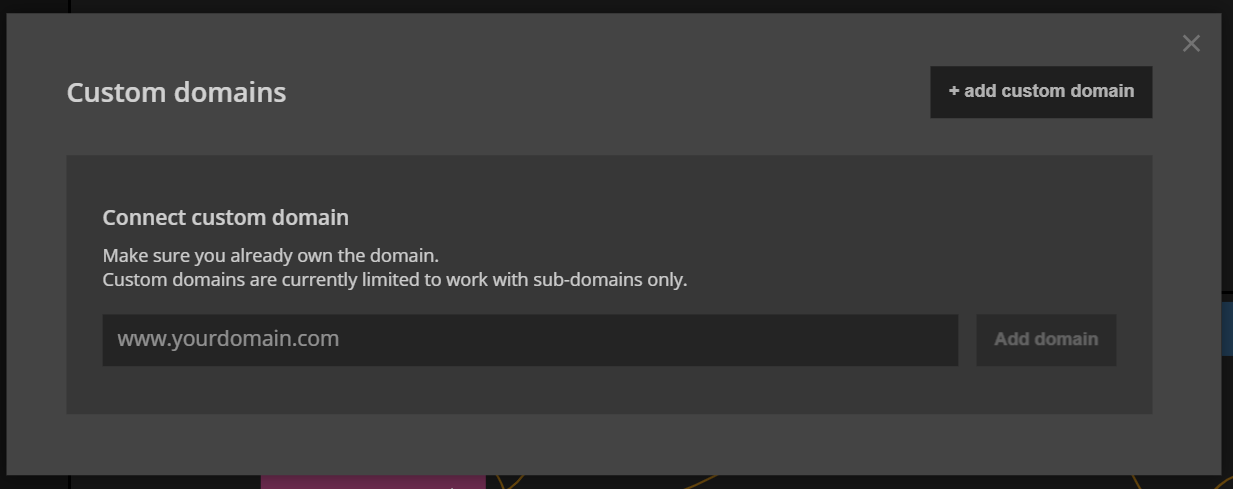 Custom domains
+ add custom domain
Connect custom domain
Make sure you already own the domain.
Custom domains are currently limited to work with sub-domains only.
www.yourdomain.com
Add domain